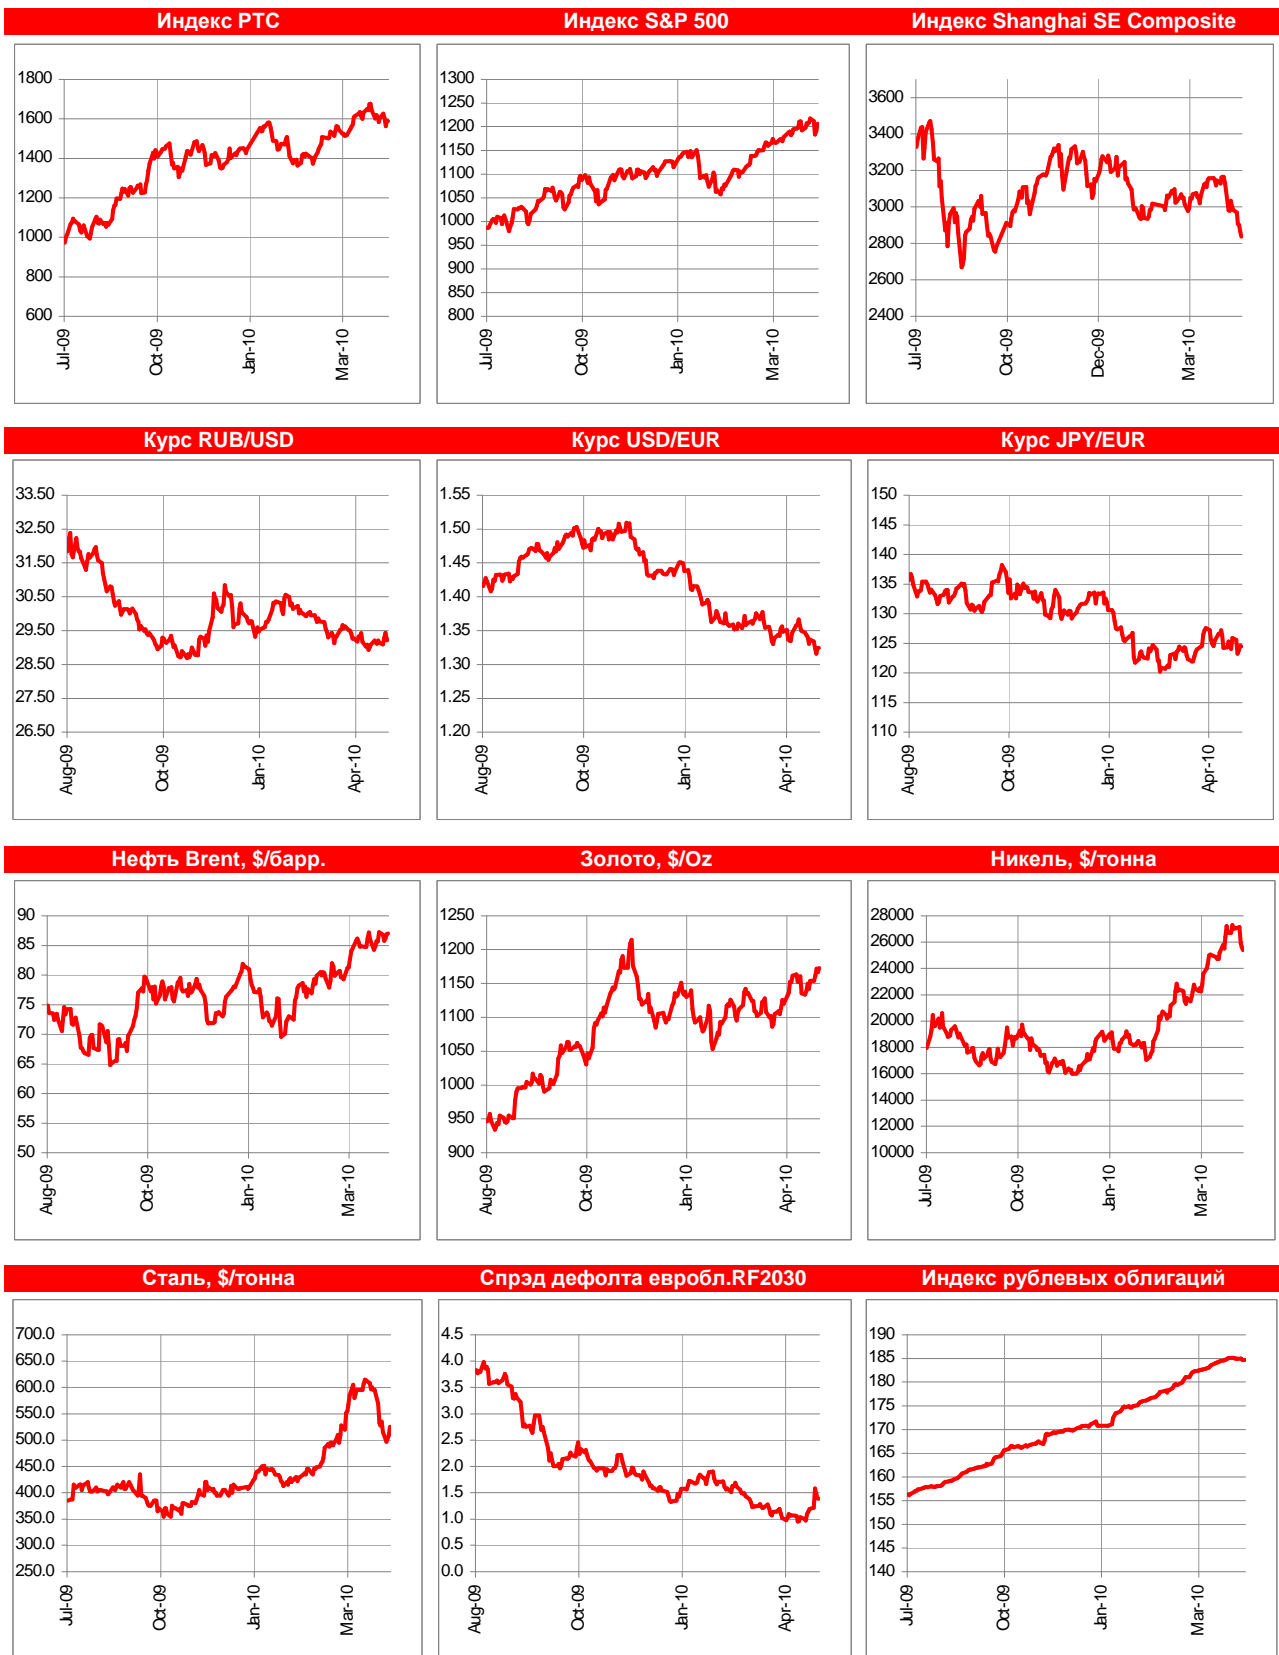 Индекс РТС
Индекс S&P 500
Индекс Shanghai SE Composite
1800
1600
1400
1200
1000
800
600
Jul-09
Oct-09
Jan-10
Mar-10
1300
1250
1200
1150
1100
1050
1000
950
900
850
800
Jul-09
Oct-09
Jan-10
Mar-10
3600
3400
3200
3000
2800
2600
2400
Jul-09
Oct-09
Dec-09
Mar-10
Курс RUB/USD
Курс USD/EUR
Курс JPY/EUR
33.50
32.50
31.50
30.50
29.50
28.50
27.50
26.50
Aug-09
Oct-09
Jan-10
Apr-10
1.55
1.50
1.45
1.40
1.35
1.30
1.25
1.20
Aug-09
Oct-09
Jan-10
Apr-10
150
145
140
135
130
125
120
115
110
Aug-09
Oct-09
Jan-10
Apr-10
Нефть Brent, $/барр.
Золото, $/Oz
Никель, $/тонна
90
85
80
75
70
65
60
55
50
Aug-09
Oct-09
Jan-10
Mar-10
1250
1200
1150
1100
1050
1000
950
900
Aug-09
Oct-09
Jan-10
Apr-10
28000
26000
24000
22000
20000
18000
16000
14000
12000
10000
Jul-09
Oct-09
Jan-10
Mar-10
Сталь, $/тонна
Спрэд дефолта евробл.RF2030
Индекс рублевых облигаций
700.0
650.0
600.0
550.0
500.0
450.0
400.0
350.0
300.0
250.0
Jul-09
Oct-09
Jan-10
Mar-10
4.5
4.0
3.5
3.0
2.5
2.0
1.5
1.0
0.5
0.0
Aug-09
Oct-09
Jan-10
Apr-10
190
185
180
175
170
165
160
155
150
145
140
Jul-09
Oct-09
Jan-10
Mar-10